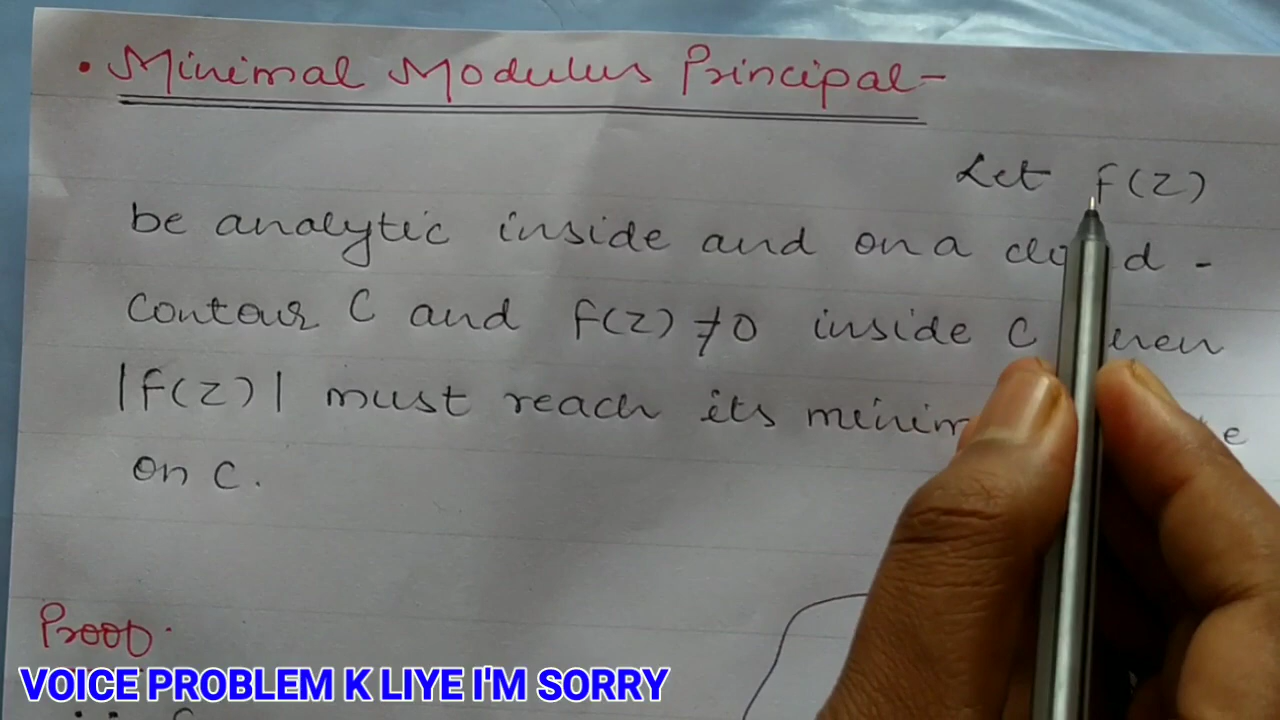 • Minimal Modulus Principal -
Let f(z)
be analytic inside and on a d -
contour C and f(z) ≠ 0 inside C
|f(z)| must reach its
on C.
Proof.
VOICE PROBLEM K LIYE I'M SORRY